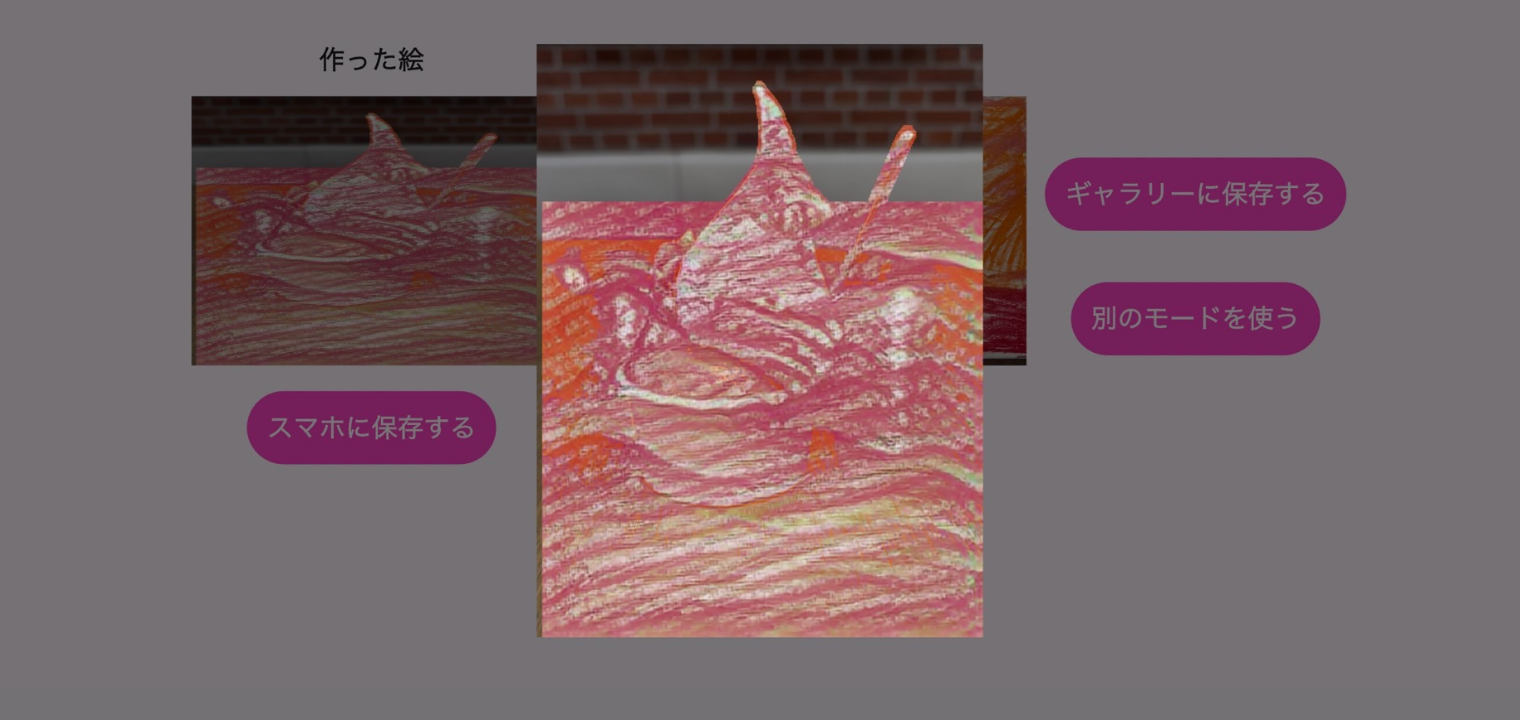 作った絵
ギャラリーに保存する
別のモードを使う
スマホに保存する